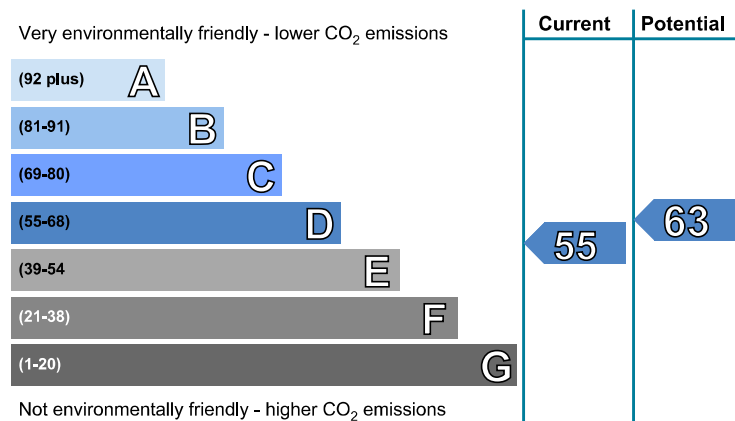 Very environmentally friendly - lower CO₂ emissions
Current
Potential
(92 plus) A
(81-91) B
(69-80) C
(55-68) D
(39-54 E
(21-38) F
(1-20) G
55
63
Not environmentally friendly - higher CO₂ emissions